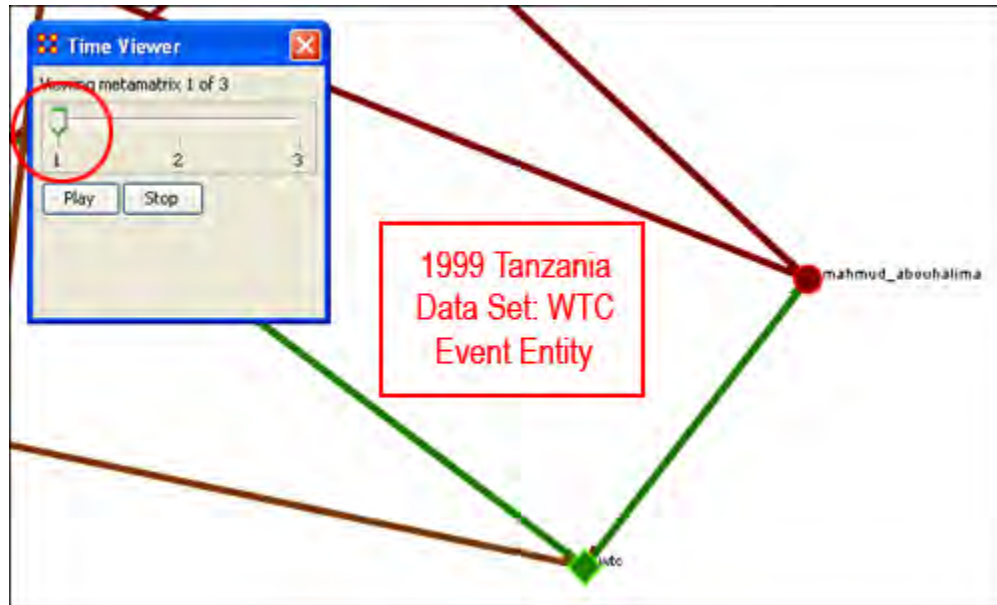 Time Viewer
Viewing metamatrix 1 of 3
1 2 3
Play Stop
1999 Tanzania
Data Set: WTC
Event Entity
mahmud_abouhalima
wtc